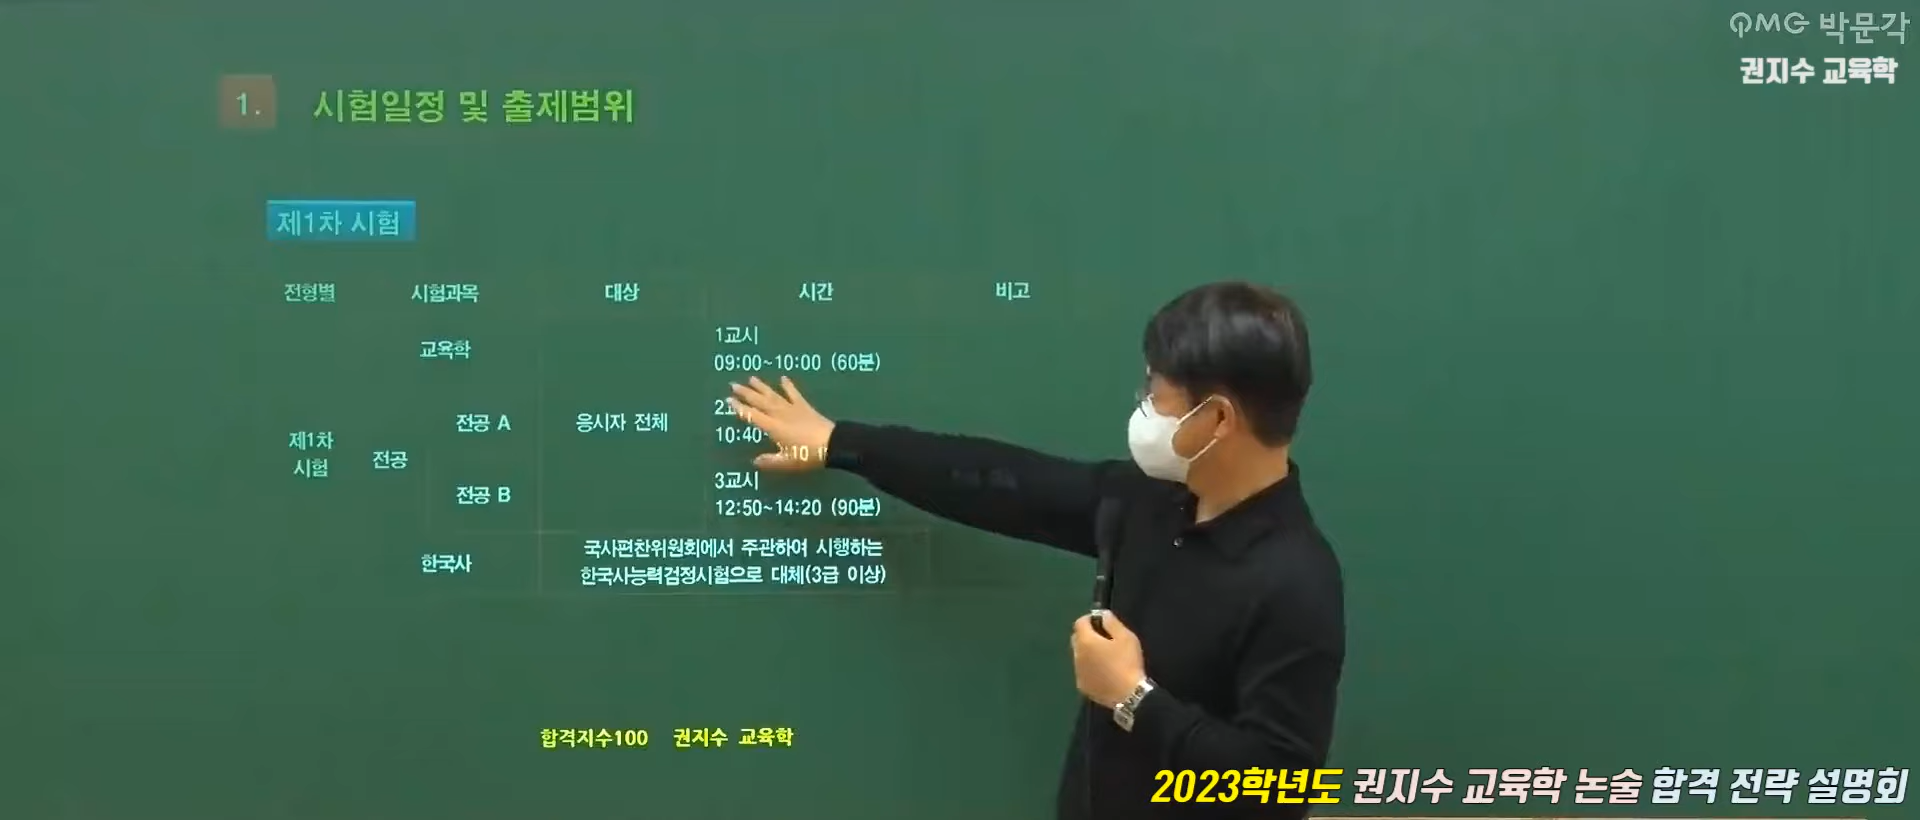 PMG 박문각
권지수 교육학
1. 시험일정 및 출제범위
제1차 시험
전형별 시험과목 대상 시간 비고
교육학
1교시
09:00~10:00 (60분)
제1차
시험
전공
전공 A
응시자 전체
10:40~
전공 B
3교시
12:50~14:20 (90분)
한국사
국사편찬위원회에서 주관하여 시행하는
한국사능력검정시험으로 대체(3급 이상)
합격지수100 권지수 교육학
2023학년도 권지수 교육학 논술 합격 전략 설명회